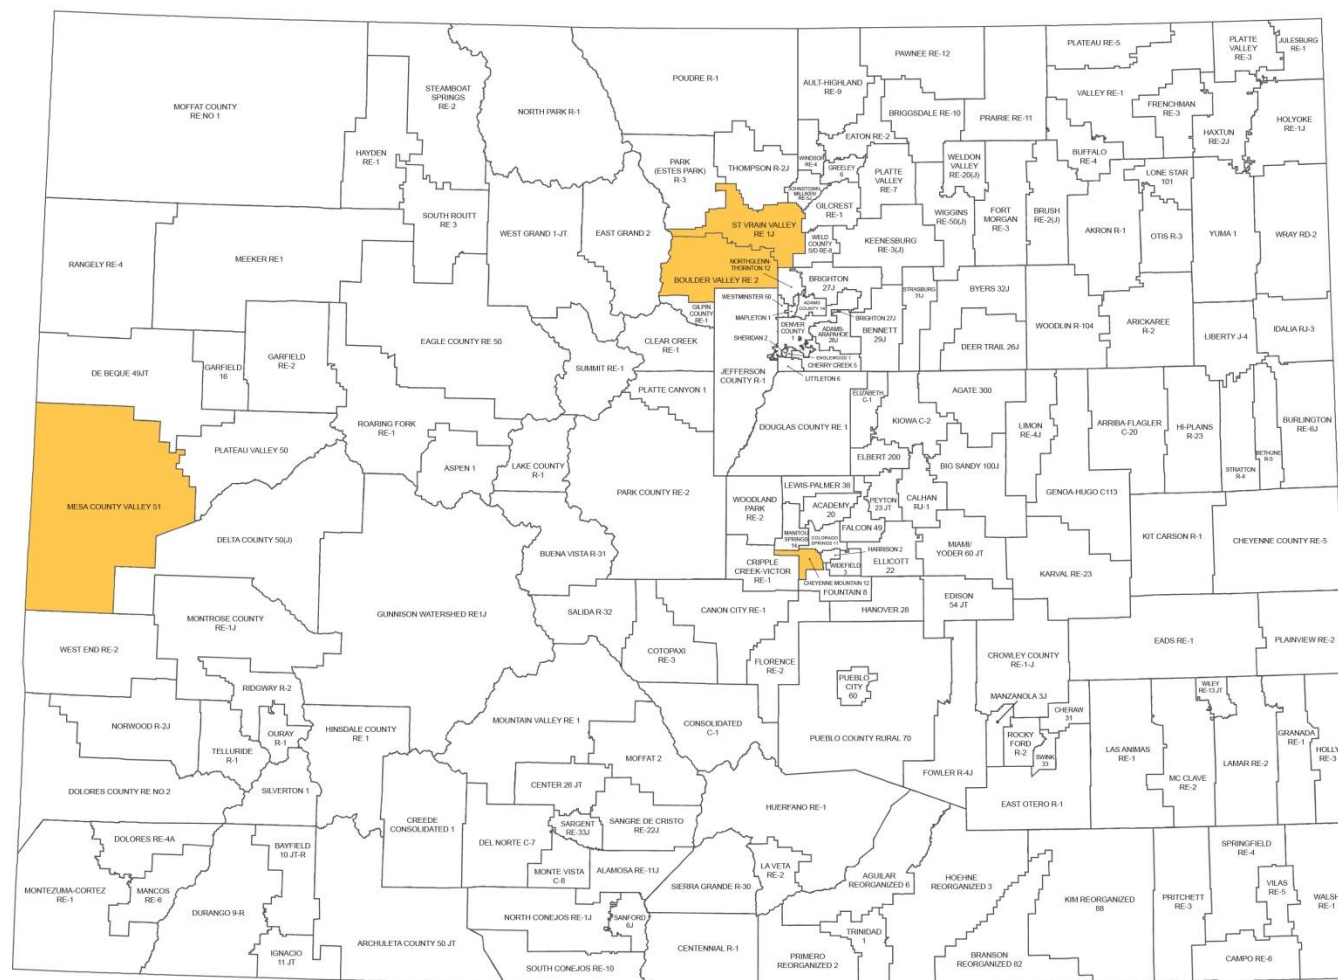 MOFFAT COUNTY
RE:NO 1
STEAMBOAT
SPRINGS
RE-2
HAYDEN
RE-1
NORTH PARK R-1
POUDRE R-1
AULT-HIGHLAND
RE-9
PAWNEE RE-12
BRIGGSDALE RE-10
PRAIRIE RE-11
PLATEAU RE-5
PLATTE
VALLEY
RE-3
JULESBURG
RE-1
VALLEY RE-1
FRENCHMAN
RE-3
HAXTUN
RE-2J
HOLYOKE
RE-1J
BUFFALO
RE-4
LONE STAR
101
EATON RE-2
PARK
(ESTES PARK)
R-3
THOMPSON R-2J
WINDSOR
RE-4
GREELEY
6
PLATTE
VALLEY
RE-7
WELDON
VALLEY
RE-20(J)
JOHNSTOWN-
MILLIKEN
RE-5J
GILCREST
RE-1
WIGGINS
RE-50(J)
FORT
MORGAN
RE-3
BRUSH
RE-2(J)
AKRON R-1
OTIS R-3
YUMA 1
WRAY RD-2
SOUTH ROUTT
RE 3
WEST GRAND 1-JT.
EAST GRAND 2
ST VRAIN VALLEY
RE 1J
WELD
COUNTY
S/D RE-8
KEENESBURG
RE-3(J)
RANGELY RE-4
MEEKER RE1
NORTHGLENN-
THORNTON 12
BOULDER VALLEY RE 2
BRIGHTON
27J
STRASBURG
31J
BYERS 32J
WESTMINSTER 50
ADAMS
COUNTY 14
GILPIN
COUNTY
RE-1
MAPLETON 1
BRIGHTON 27J
DENVER
COUNTY
1
ADAMS-
ARAPAHOE
28J
BENNETT
29J
DEER TRAIL 26J
WOODLIN R-104
ARICKAREE
R-2
LIBERTY J-4
IDALIA RJ-3
SHERIDAN 2
ENGLEWOOD 1
CHERRY CREEK 5
LITTLETON 6
EAGLE COUNTY RE 50
CLEAR CREEK
RE-1
SUMMIT RE-1
JEFFERSON
COUNTY R-1
PLATTE CANYON 1
DE BEQUE 49JT
GARFIELD
16
GARFIELD
RE-2
DOUGLAS COUNTY RE 1
ELIZABETH
C-1
KIOWA C-2
AGATE 300
LIMON
RE-4J
ARRIBA-FLAGLER
C-20
HI-PLAINS
R-23
STRATTON
R-4
BETHUNE
R-5
BURLINGTON
RE-6J
ROARING FORK
RE-1
PLATEAU VALLEY 50
ASPEN 1
LAKE COUNTY
R-1
ELBERT 200
BIG SANDY 100J
LEWIS-PALMER 38
PARK COUNTY RE-2
WOODLAND
PARK
RE-2
ACADEMY
20
PEYTON
23 JT
CALHAN
RJ-1
GENOA-HUGO C113
MESA COUNTY VALLEY 51
DELTA COUNTY 50(J)
BUENA VISTA R-31
MANITOU
SPRINGS
14
COLORADO
SPRINGS 11
FALCON 49
MIAMI/
YODER 60 JT
KIT CARSON R-1
CHEYENNE COUNTY RE-5
CRIPPLE
CREEK-VICTOR
RE-1
HARRISON 2
WIDEFIELD
3
ELLICOTT
22
CHEYENNE MOUNTAIN 12
FOUNTAIN 8
KARVAL RE-23
GUNNISON WATERSHED RE1J
SALIDA R-32
CANON CITY RE-1
HANOVER 28
EDISON
54 JT
MONTROSE COUNTY
RE-1J
WEST END RE-2
COTOPAXI
RE-3
FLORENCE
RE-2
CROWLEY COUNTY
RE-1-J
EADS RE-1
PLAINVIEW RE-2
RIDGWAY R-2
PUEBLO
CITY
60
MANZANOLA 3J
WILEY
RE-13 JT
NORWOOD R-2J
OURAY
R-1
HINSDALE COUNTY
RE 1
MOUNTAIN VALLEY RE 1
CONSOLIDATED
C-1
PUEBLO COUNTY RURAL 70
CHERAW
31
ROCKY
FORD
R-2
SWINK
33
LAS ANIMAS
RE-1
GRANADA
RE-1
HOLLY
RE-3
TELLURIDE
R-1
MOFFAT 2
FOWLER R-4J
MC CLAVE
RE-2
LAMAR RE-2
DOLORES COUNTY RE NO.2
SILVERTON 1
CENTER 26 JT
EAST OTERO R-1
HUERFANO RE-1
CREEDE
CONSOLIDATED 1
SARGENT
RE-33J
SANGRE DE CRISTO
RE-22J
DOLORES RE-4A
BAYFIELD
10 JT-R
DEL NORTE C-7
SPRINGFIELD
RE-4
MONTE VISTA
C-8
ALAMOSA RE-11J
LA VETA
RE-2
MONTEZUMA-CORTEZ
RE-1
MANCOS
RE-6
SIERRA GRANDE R-30
AGUILAR
REORGANIZED 6
HOEHNE
REORGANIZED 3
KIM REORGANIZED
88
PRITCHETT
RE-3
VILAS
RE-5
WALSH
RE-1
DURANGO 9-R
NORTH CONEJOS RE-1J
SANFORD
6J
TRINIDAD
1
IGNACIO
11 JT
ARCHULETA COUNTY 50 JT
CENTENNIAL R-1
PRIMERO
REORGANIZED 2
BRANSON
REORGANIZED 82
CAMPO RE-6
SOUTH CONEJOS RE-10